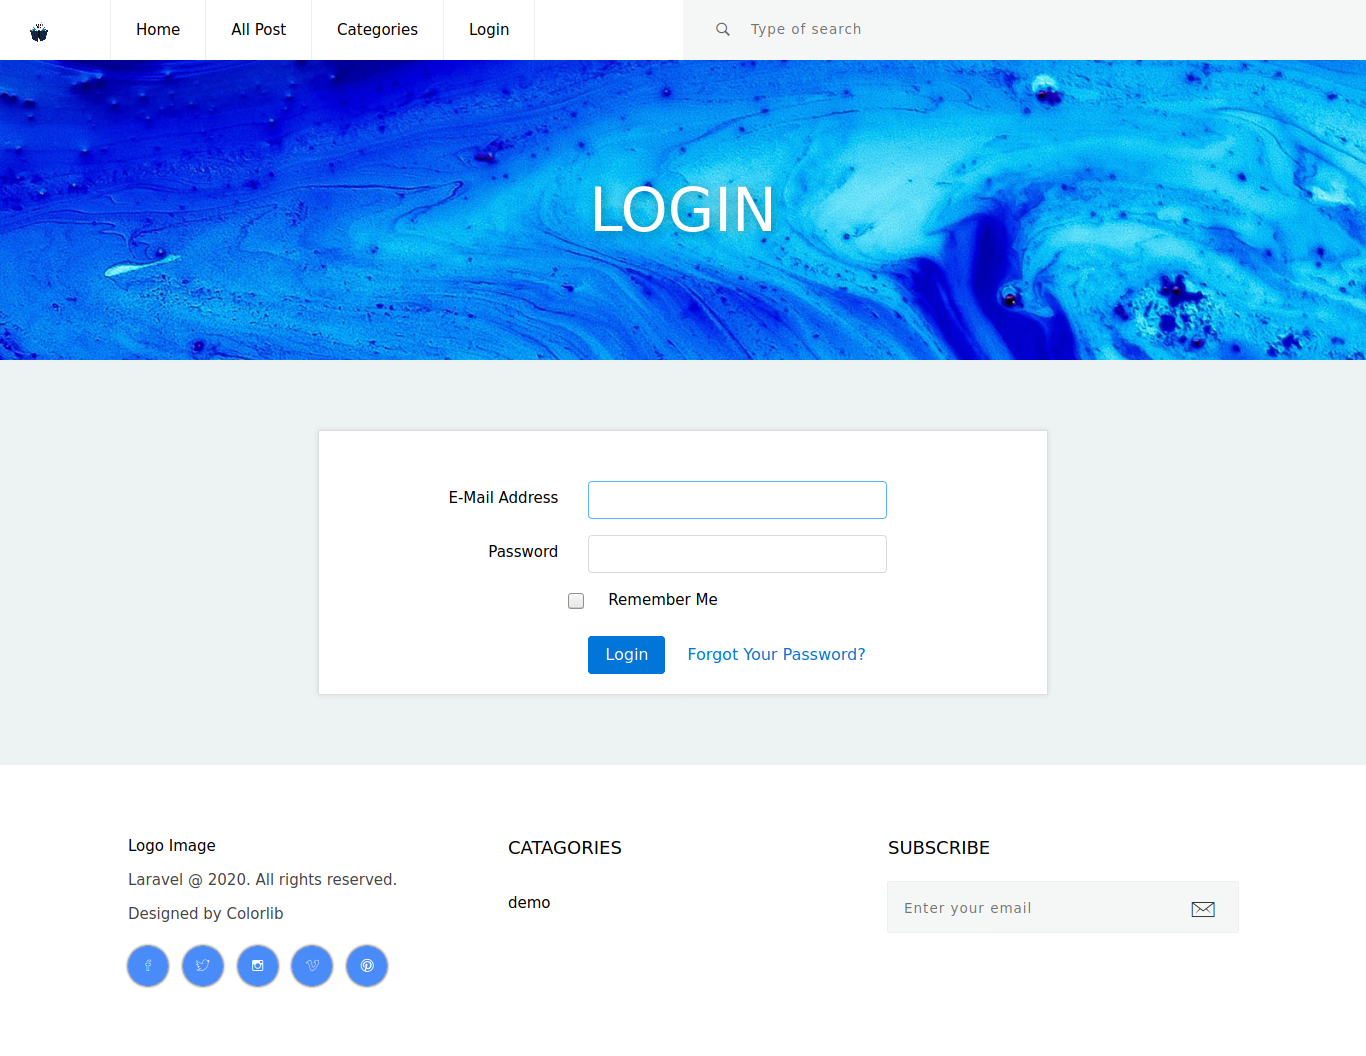 Home All Post Categories Login Type of search
LOGIN
E-Mail Address
Password
Remember Me
Login Forgot Your Password?
Logo Image
Laravel @ 2020. All rights reserved.
Designed by Colorlib
CATAGORIES
demo
SUBSCRIBE
Enter your email